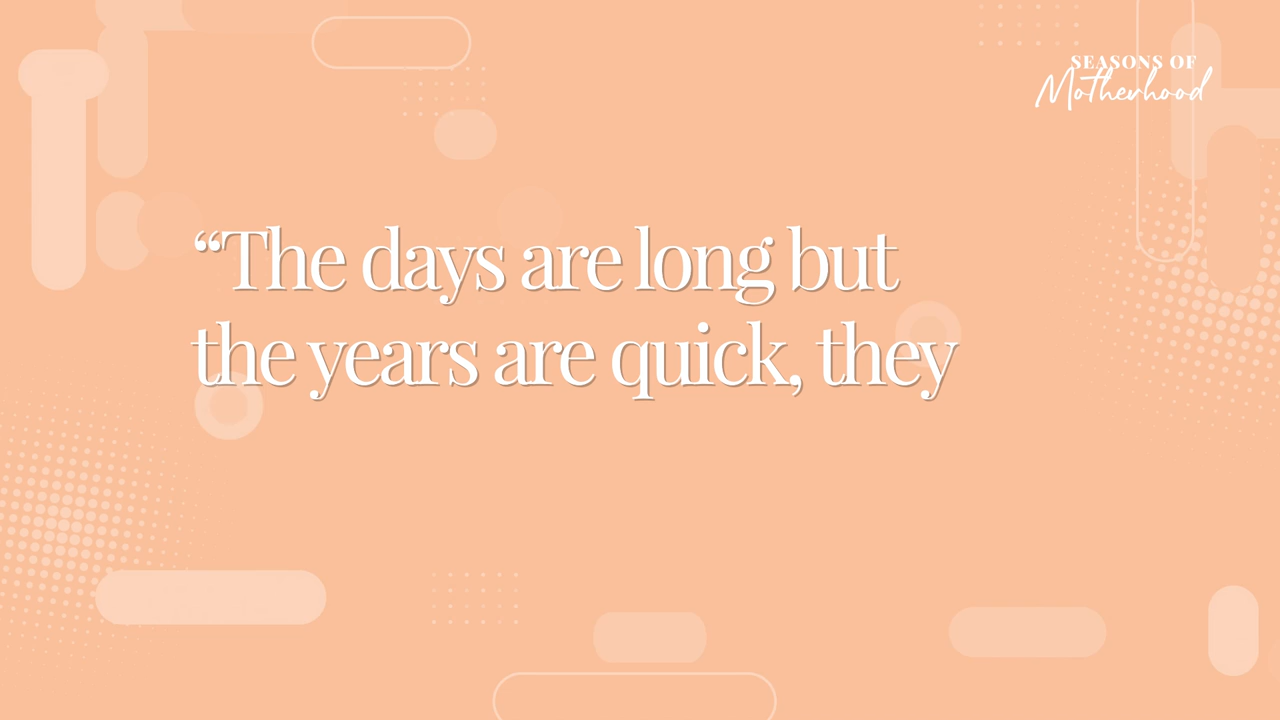 SEASONS OF
Motherhood
“The days are long but
the years are quick, they